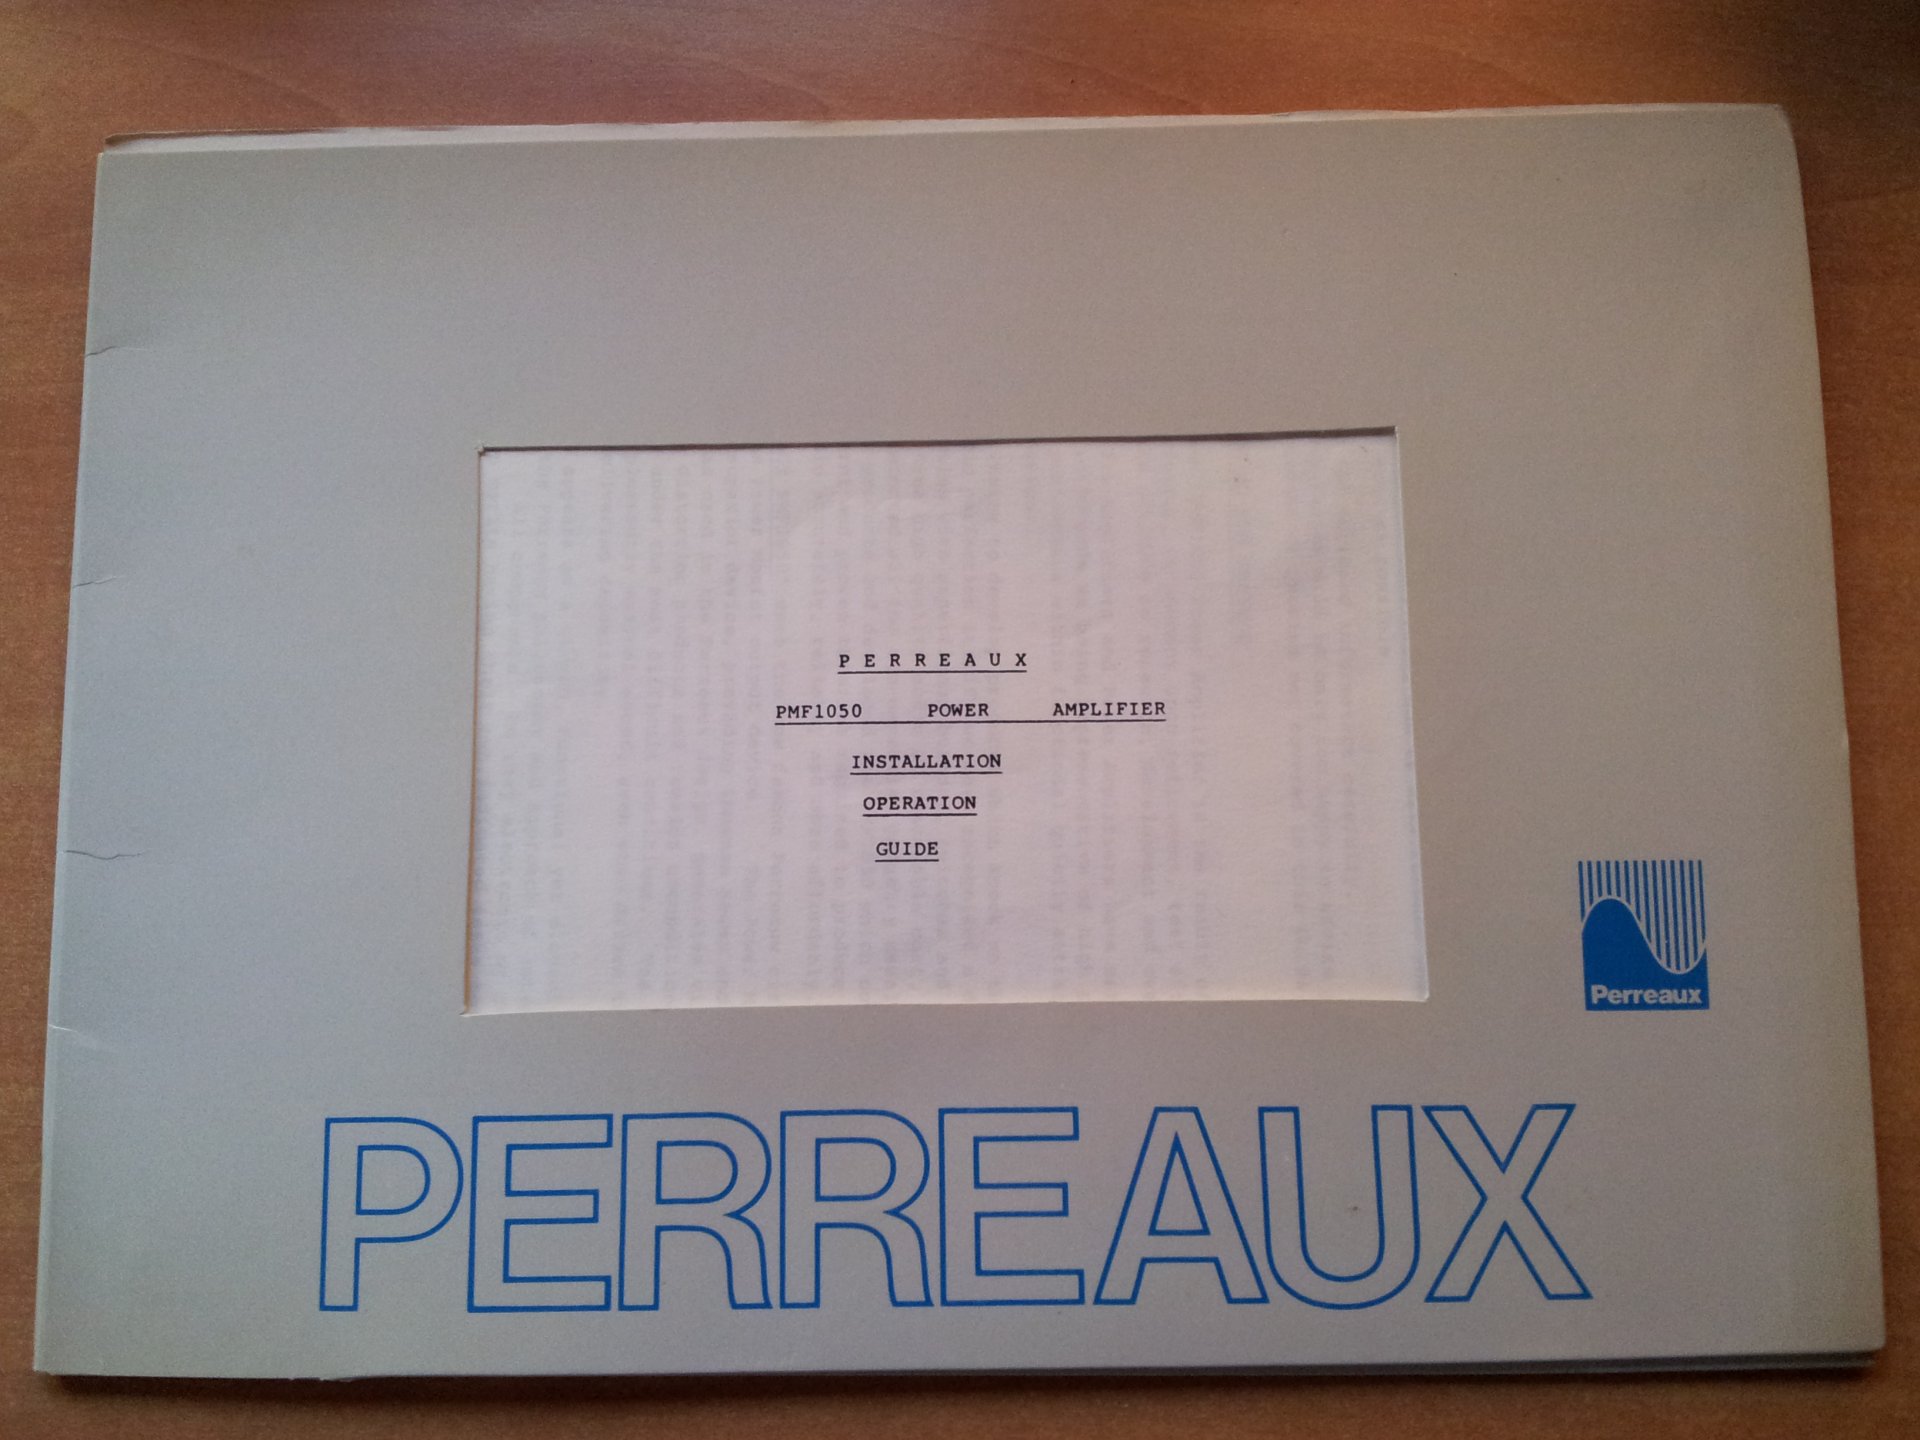 P E R R E A U X
PMF1050 POWER AMPLIFIER
INSTALLATION
OPERATION
GUIDE
Perreaux
PERREAUX